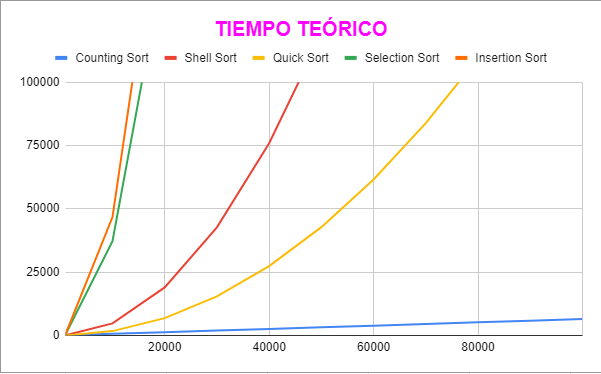 TIEMPO TEÓRICO
Counting Sort Shell Sort Quick Sort Selection Sort Insertion Sort
100000
75000
50000
25000
0
20000 40000 60000 80000